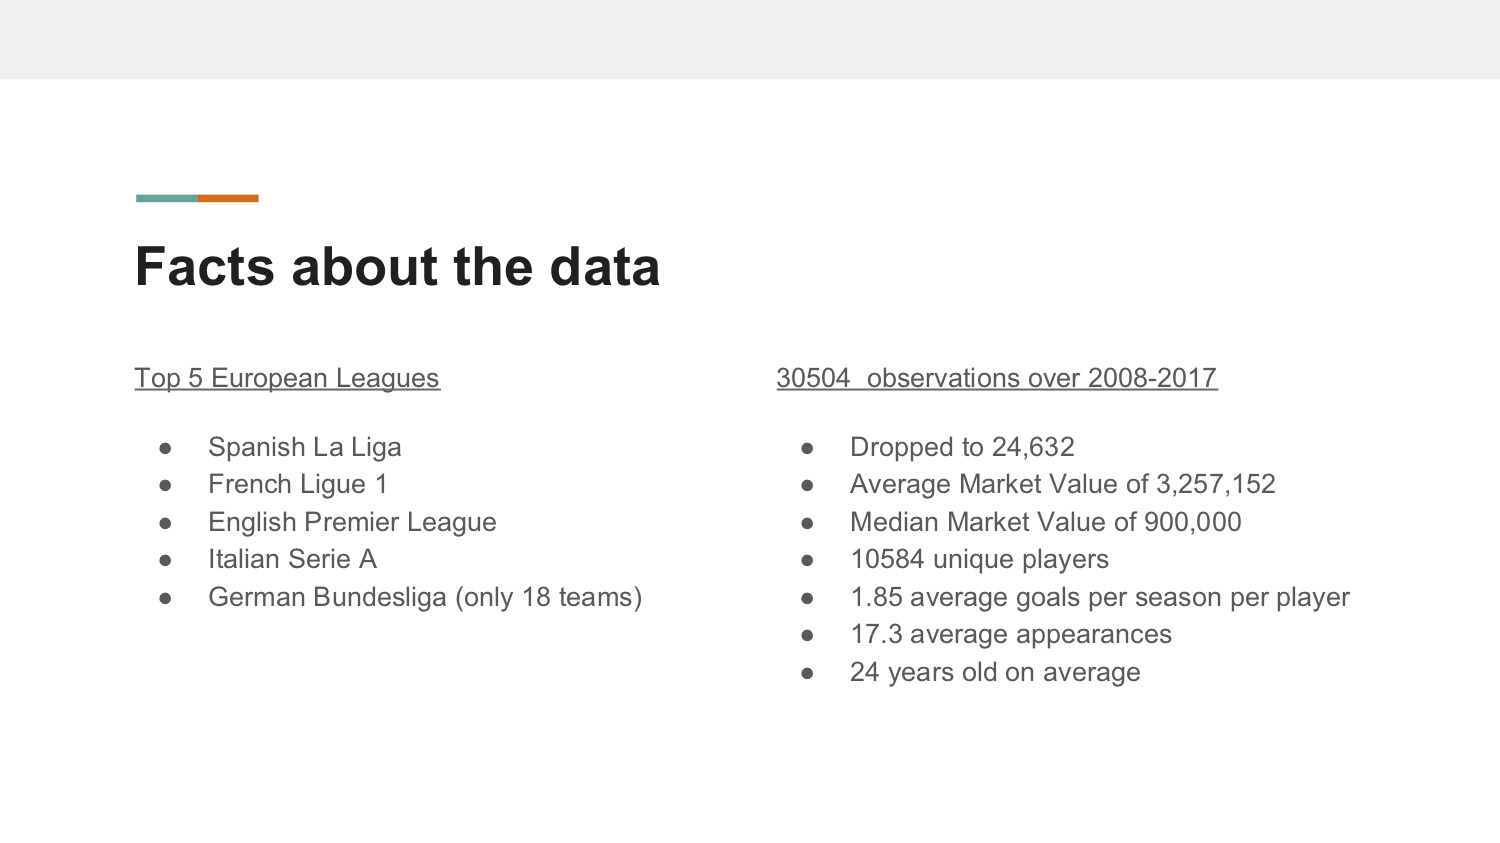 Facts about the data
Top 5 European Leagues
● Spanish La Liga
● French Ligue 1
● English Premier League
● Italian Serie A
● German Bundesliga (only 18 teams)
30504  observations over 2008-2017
● Dropped to 24,632
● Average Market Value of 3,257,152
● Median Market Value of 900,000
● 10584 unique players
● 1.85 average goals per season per player
● 17.3 average appearances
● 24 years old on average